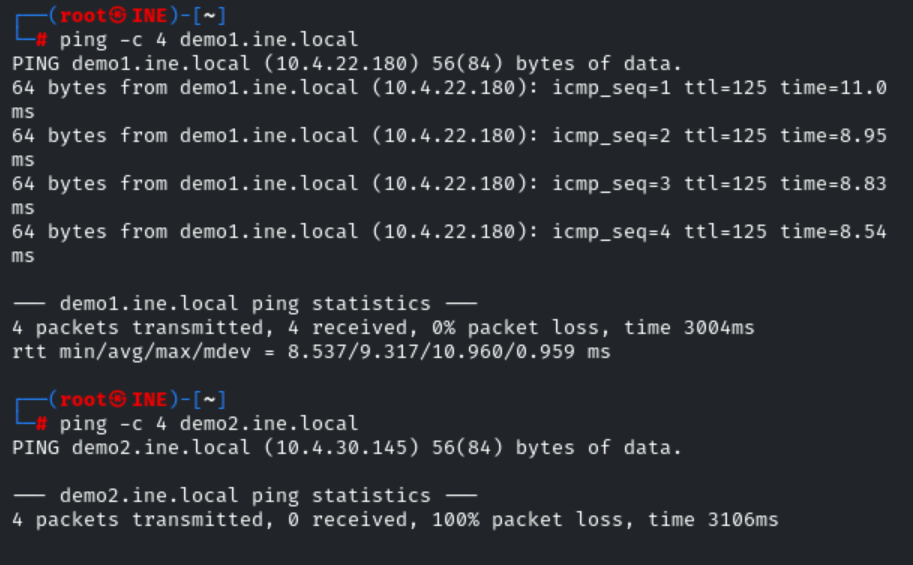 ┌──(root㉿INE)-[~]
└─# ping -c 4 demo1.ine.local
PING demo1.ine.local (10.4.22.180) 56(84) bytes of data.
64 bytes from demo1.ine.local (10.4.22.180): icmp_seq=1 ttl=125 time=11.0
ms
64 bytes from demo1.ine.local (10.4.22.180): icmp_seq=2 ttl=125 time=8.95
ms
64 bytes from demo1.ine.local (10.4.22.180): icmp_seq=3 ttl=125 time=8.83
ms
64 bytes from demo1.ine.local (10.4.22.180): icmp_seq=4 ttl=125 time=8.54
ms
--- demo1.ine.local ping statistics ---
4 packets transmitted, 4 received, 0% packet loss, time 3004ms
rtt min/avg/max/mdev = 8.537/9.317/10.960/0.959 ms
┌──(root㉿INE)-[~]
└─# ping -c 4 demo2.ine.local
PING demo2.ine.local (10.4.30.145) 56(84) bytes of data.
--- demo2.ine.local ping statistics ---
4 packets transmitted, 0 received, 100% packet loss, time 3106ms